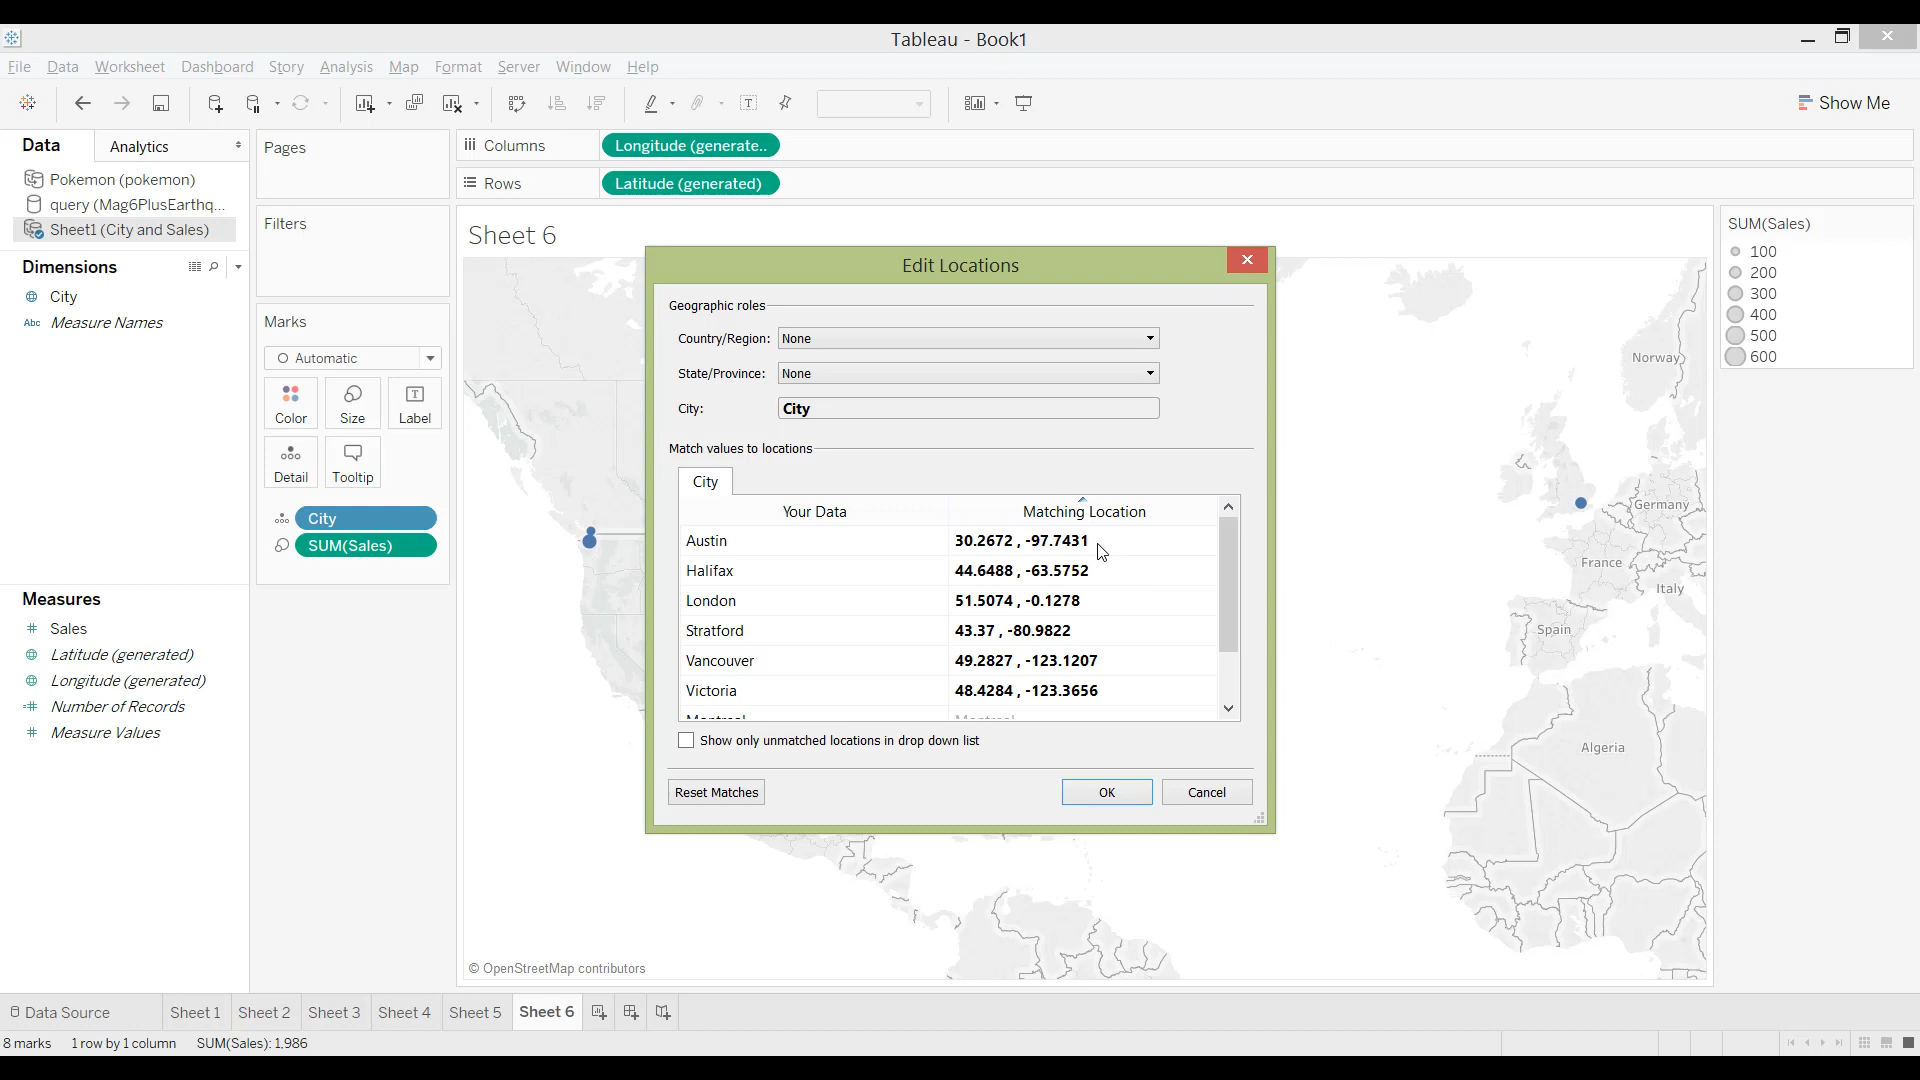 Tableau - Book1
File Data Worksheet Dashboard Story Analysis Map Format Server Window Help
Show Me
Data
Analytics
Pokemon (pokemon)
query (Mag6PlusEarthq...
Sheet1 (City and Sales)
Dimensions
City
Abc Measure Names
Measures
Sales
Latitude (generated)
Longitude (generated)
Number of Records
Measure Values
Pages
Filters
Marks
Automatic
Color Size Label
Detail Tooltip
City
SUM(Sales)
Columns Longitude (generate..
Rows Latitude (generated)
Sheet 6
Edit Locations
Geographic roles
Country/Region: None
State/Province: None
City: City
Match values to locations
City
Your Data Matching Location
Austin 30.2672 , -97.7431
Halifax 44.6488 , -63.5752
London 51.5074 , -0.1278
Stratford 43.37 , -80.9822
Vancouver 49.2827 , -123.1207
Victoria 48.4284 , -123.3656
Montreal Montreal
Show only unmatched locations in drop down list
Reset Matches OK Cancel
Norway
Germany
France
Italy
Spain
Algeria
© OpenStreetMap contributors
SUM(Sales)
100
200
300
400
500
600
Data Source Sheet 1 Sheet 2 Sheet 3 Sheet 4 Sheet 5 Sheet 6
8 marks 1 row by 1 column SUM(Sales): 1,986